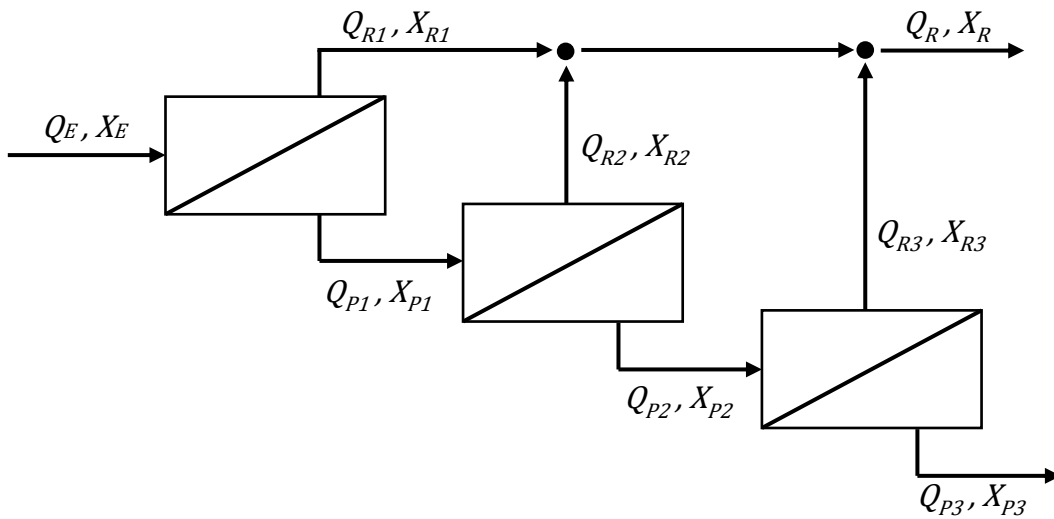 Q_R1, X_R1
Q_R, X_R
Q_E, X_E
Q_R2, X_R2
Q_R3, X_R3
Q_P1, X_P1
Q_P2, X_P2
Q_P3, X_P3